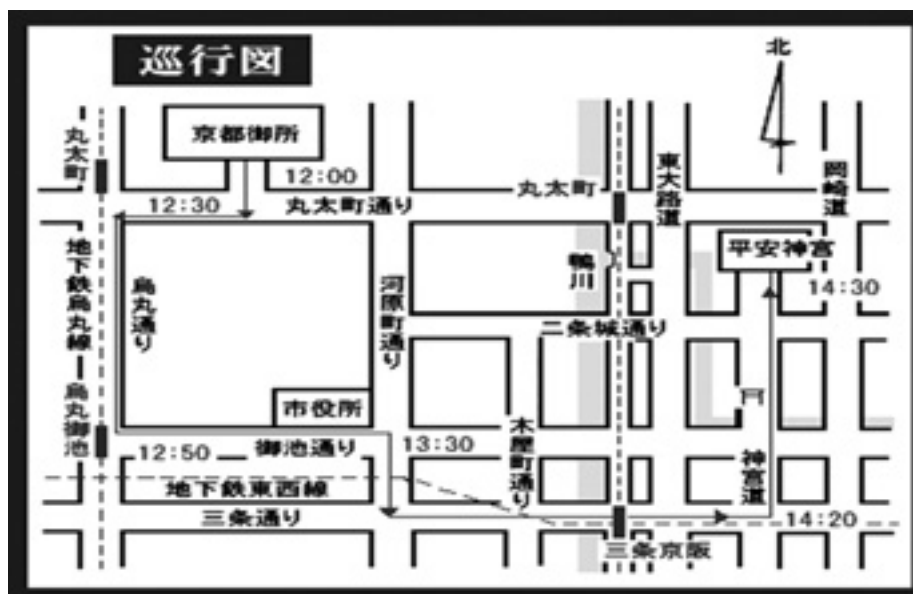 巡行図
北
京都御所
丸太町
12:00
丸太町
東大路道
岡崎道
12:30
丸太町通り
地下鉄烏丸線
烏丸通り
河原町通り
鴨川
平安神宮
14:30
二条城通り
市役所
烏丸御池
12:50
御池通り
13:30
木屋町通り
神宮道
地下鉄東西線
三条通り
14:20
三条京阪